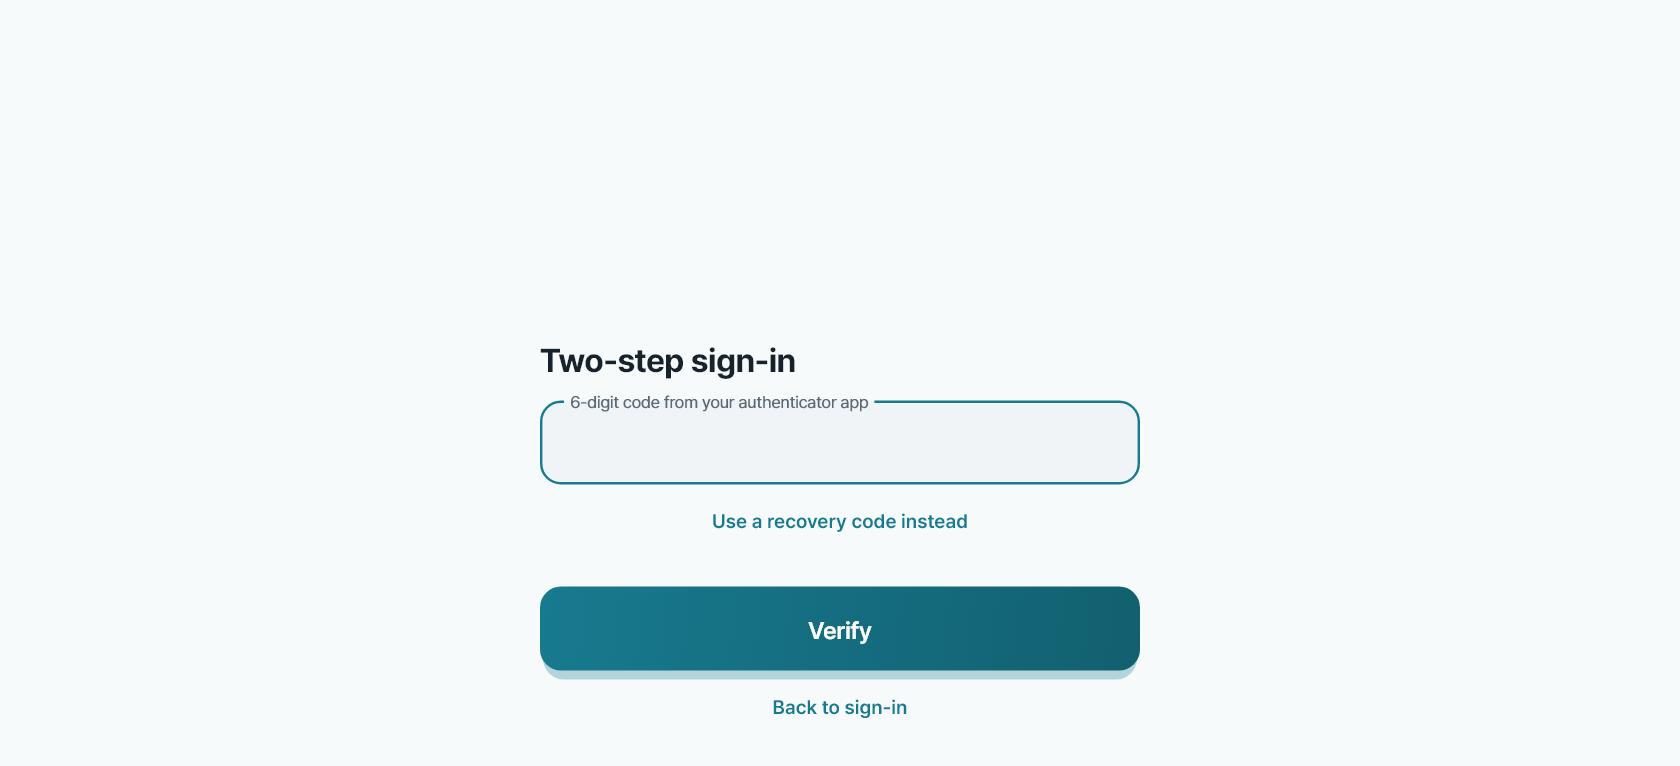 Two-step sign-in
6-digit code from your authenticator app
Use a recovery code instead
Verify
Back to sign-in